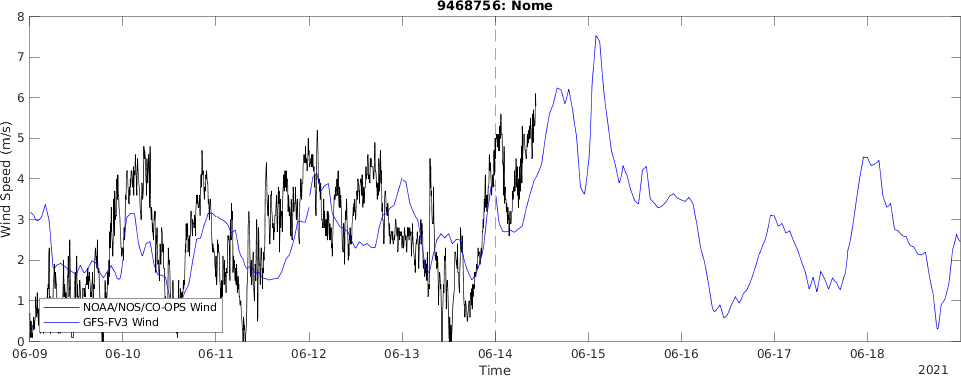 9468756: Nome
8
7
6
5
4
3
2
1
0
Wind Speed (m/s)
NOAA/NOS/CO-OPS Wind
GFS-FV3 Wind
06-09 06-10 06-11 06-12 06-13 06-14 06-15 06-16 06-17 06-18
Time
2021